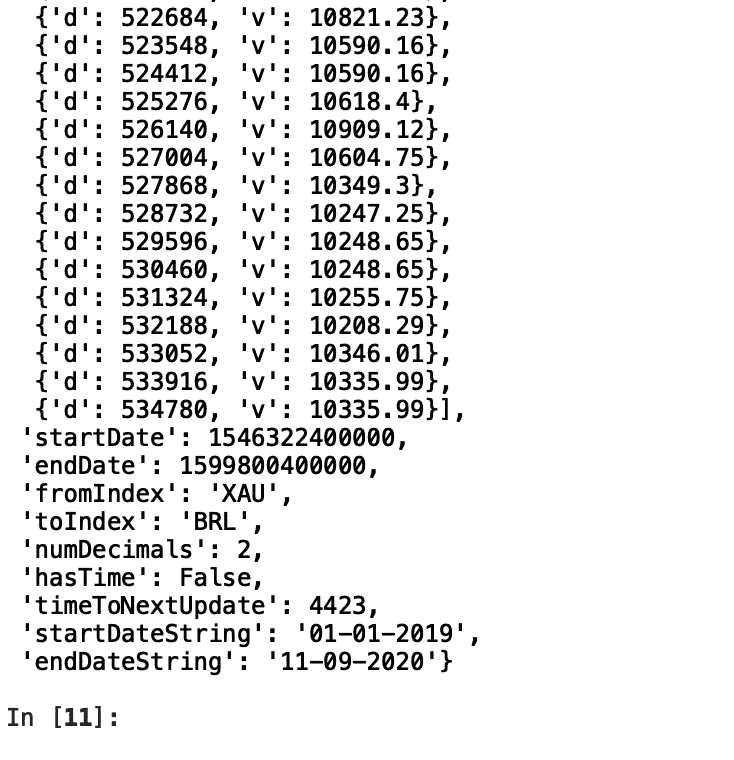 {'d': 522684, 'v': 10821.23},
{'d': 523548, 'v': 10590.16},
{'d': 524412, 'v': 10590.16},
{'d': 525276, 'v': 10618.4},
{'d': 526140, 'v': 10909.12},
{'d': 527004, 'v': 10604.75},
{'d': 527868, 'v': 10349.3},
{'d': 528732, 'v': 10247.25},
{'d': 529596, 'v': 10248.65},
{'d': 530460, 'v': 10248.65},
{'d': 531324, 'v': 10255.75},
{'d': 532188, 'v': 10208.29},
{'d': 533052, 'v': 10346.01},
{'d': 533916, 'v': 10335.99},
{'d': 534780, 'v': 10335.99}],
'startDate': 1546322400000,
'endDate': 1599800400000,
'fromIndex': 'XAU',
'toIndex': 'BRL',
'numDecimals': 2,
'hasTime': False,
'timeToNextUpdate': 4423,
'startDateString': '01-01-2019',
'endDateString': '11-09-2020'}
In [11]: